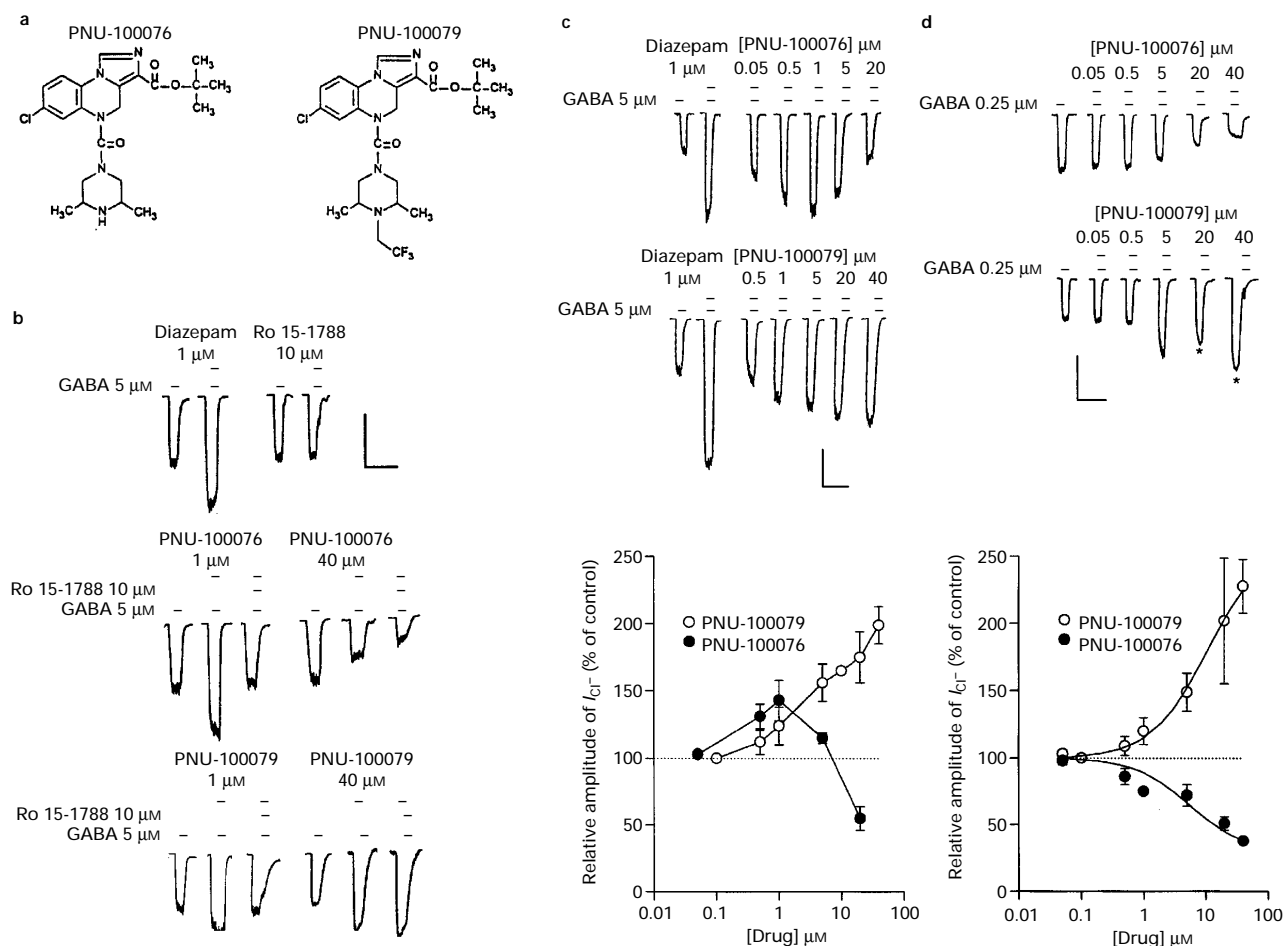 a
PNU-100076
N
N
O
C
O
CH₃
C
CH₃
CH₃
Cl
N
C=O
N
H₃C
N
H
CH₃
PNU-100079
N
N
O
C
O
CH₃
C
CH₃
CH₃
Cl
N
C=O
N
H₃C
N
CH₃
CF₃
b
Diazepam Ro 15-1788
1 μM 10 μM
GABA 5 μM
PNU-100076 PNU-100076
1 μM 40 μM
Ro 15-1788 10 μM
GABA 5 μM
PNU-100079 PNU-100079
1 μM 40 μM
Ro 15-1788 10 μM
GABA 5 μM
c
Diazepam [PNU-100076] μM
1 μM 0.05 0.5 1 5 20
GABA 5 μM
Diazepam [PNU-100079] μM
1 μM 0.5 1 5 20 40
GABA 5 μM
250
200
150
100
50
0
Relative amplitude of I_Cl⁻ (% of control)
PNU-100079
PNU-100076
0.01 0.1 1 10 100
[Drug] μM
d
[PNU-100076] μM
0.05 0.5 5 20 40
GABA 0.25 μM
[PNU-100079] μM
0.05 0.5 5 20 40
GABA 0.25 μM
* *
250
200
150
100
50
0
Relative amplitude of I_Cl⁻ (% of control)
PNU-100079
PNU-100076
0.01 0.1 1 10 100
[Drug] μM